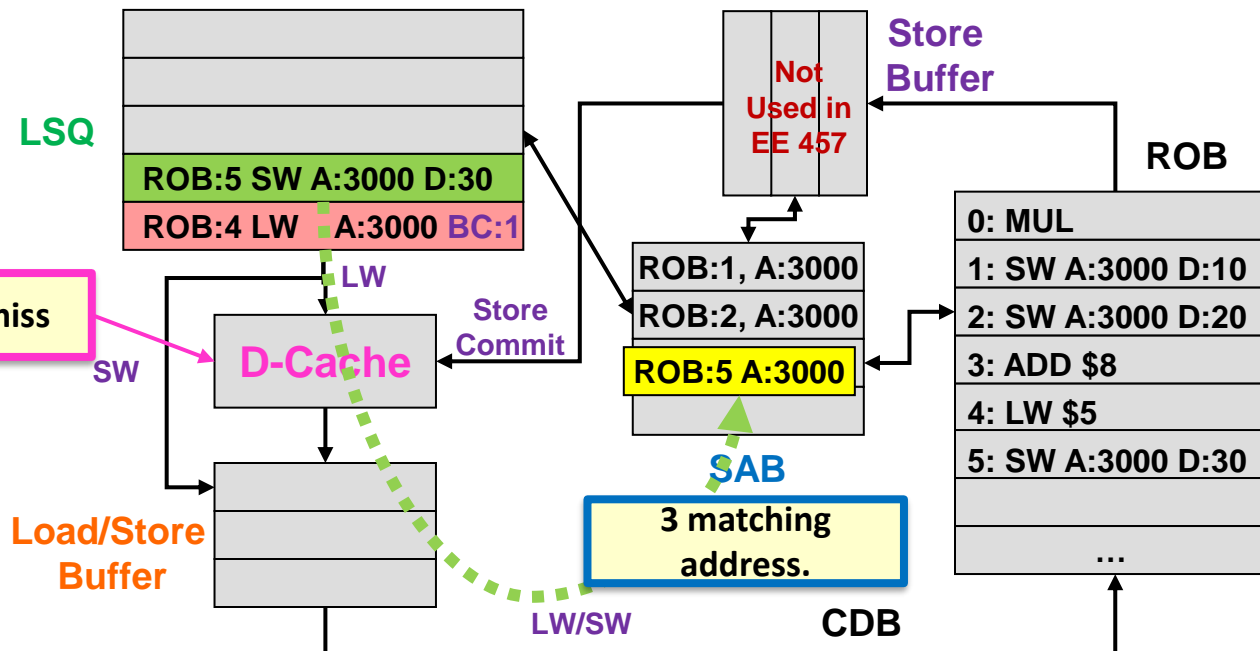 LSQ
ROB:5 SW A:3000 D:30
ROB:4 LW A:3000 BC:1
LW
miss
SW
D-Cache
Store
Commit
Load/Store
Buffer
Not
Used in
EE 457
Store
Buffer
ROB:1, A:3000
ROB:2, A:3000
ROB:5 A:3000
SAB
3 matching
address.
LW/SW
CDB
ROB
0: MUL
1: SW A:3000 D:10
2: SW A:3000 D:20
3: ADD $8
4: LW $5
5: SW A:3000 D:30
...